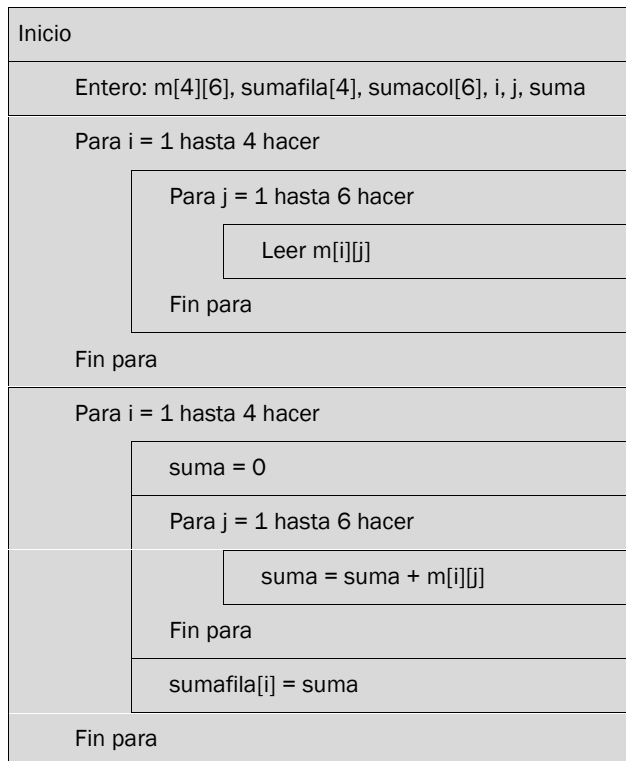 Inicio
Entero: m[4][6], sumafila[4], sumacol[6], i, j, suma
Para i = 1 hasta 4 hacer
Para j = 1 hasta 6 hacer
Leer m[i][j]
Fin para
Fin para
Para i = 1 hasta 4 hacer
suma = 0
Para j = 1 hasta 6 hacer
suma = suma + m[i][j]
Fin para
sumafila[i] = suma
Fin para